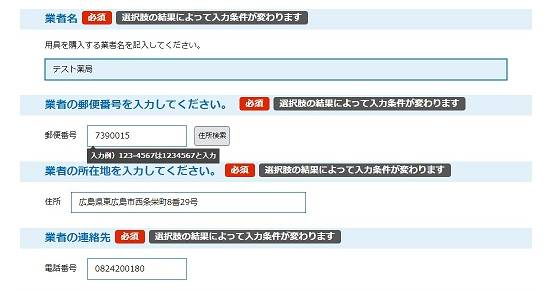 業者名 必須 選択肢の結果によって入力条件が変わります
用具を購入する業者名を記入してください。
テスト薬局
業者の郵便番号を入力してください。 必須 選択肢の結果によって入力条件が変わります
郵便番号 7390015 住所検索
入力例）123-4567は1234567と入力
業者の所在地を入力してください。 必須 選択肢の結果によって入力条件が変わります
住所 広島県東広島市西条栄町8番29号
業者の連絡先 必須 選択肢の結果によって入力条件が変わります
電話番号 0824200180